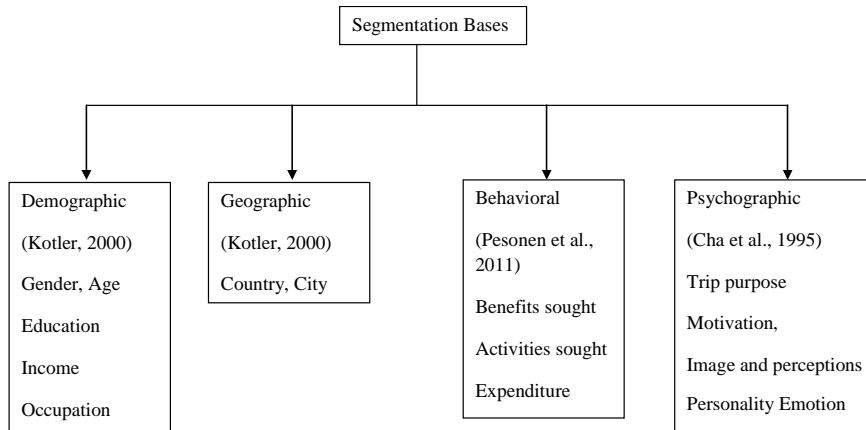 Segmentation Bases
Demographic
(Kotler, 2000)
Gender, Age
Education
Income
Occupation
Geographic
(Kotler, 2000)
Country, City
Behavioral
(Pesonen et al.,
2011)
Benefits sought
Activities sought
Expenditure
Psychographic
(Cha et al., 1995)
Trip purpose
Motivation,
Image and perceptions
Personality Emotion